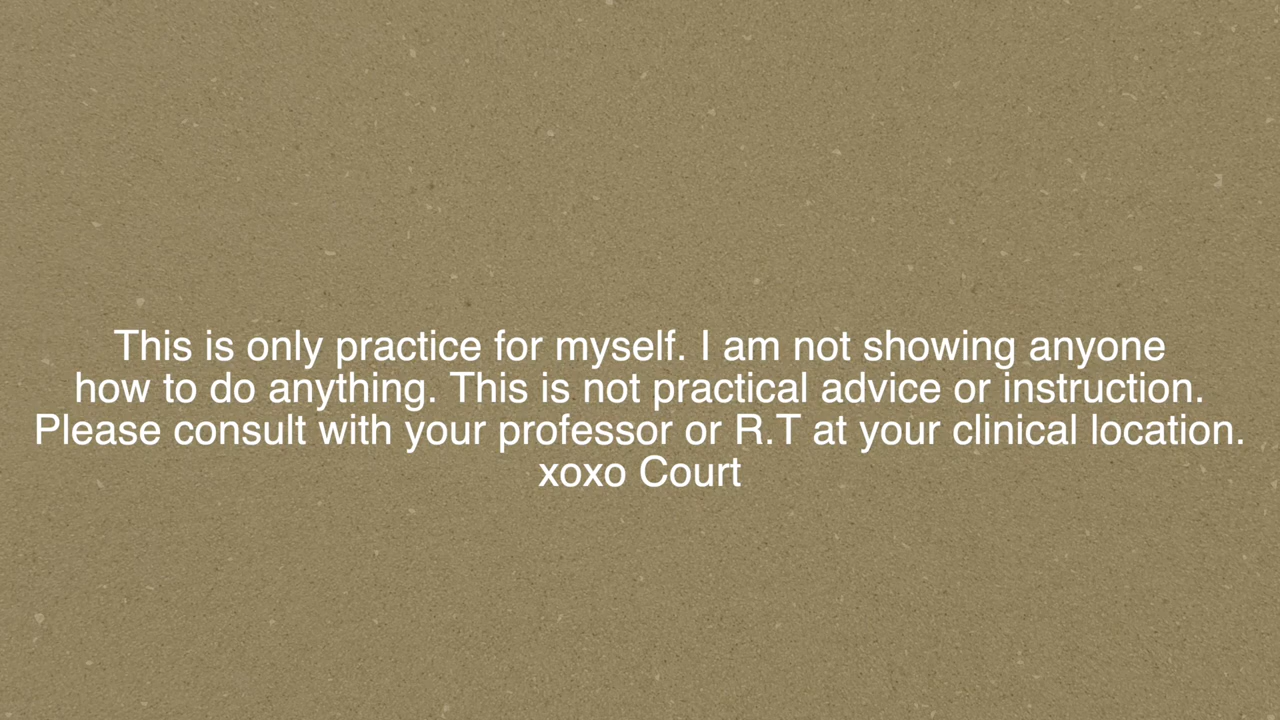 This is only practice for myself. I am not showing anyone
how to do anything. This is not practical advice or instruction.
Please consult with your professor or R.T at your clinical location.
xoxo Court